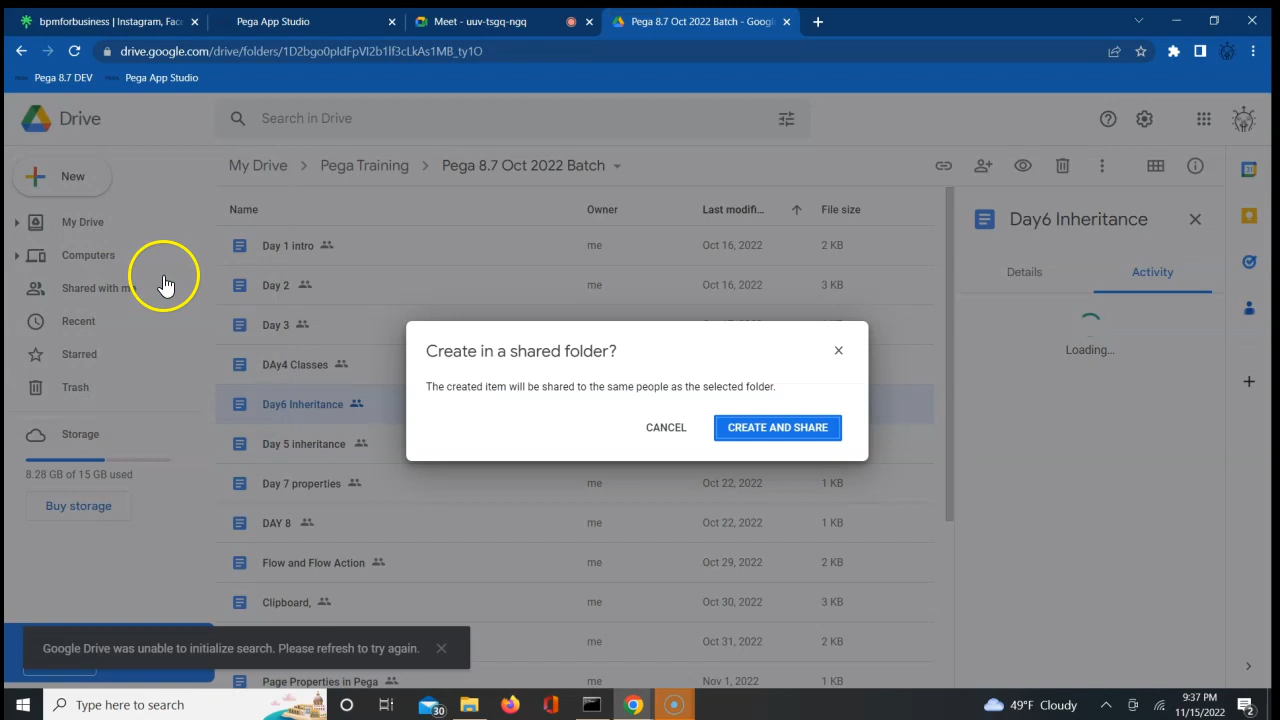 bpmforbusiness | Instagram, Fac
Pega App Studio
Meet - uuv-tsgq-ngq
Pega 8.7 Oct 2022 Batch - Googl
drive.google.com/drive/folders/
Pega 8.7 DEV
Pega App Studio
Drive
Search in Drive
New
My Drive
Pega Training
Pega 8.7 Oct 2022 Batch
My Drive
Computers
Shared with m
Recent
Starred
Trash
Storage
8.28 GB of 15 GB used
Buy storage
Name Owner Last modifi... File size
Day 1 intro me Oct 16, 2022 2 KB
Day 2 me Oct 16, 2022 3 KB
Day 3
DAy4 Classes
Day6 Inheritance
Day 5 inheritance
Day 7 properties me Oct 22, 2022 1 KB
DAY 8 me Oct 22, 2022 1 KB
Flow and Flow Action me Oct 29, 2022 2 KB
Clipboard, me Oct 30, 2022 3 KB
me Oct 31, 2022 2 KB
Page Properties in Pega me Nov 1, 2022 1 KB
Create in a shared folder?
The created item will be shared to the same people as the selected folder.
CANCEL
CREATE AND SHARE
Day6 Inheritance
Details
Activity
Loading...
31
Google Drive was unable to initialize search. Please refresh to try again.
Type here to search
30
49°F Cloudy
9:37 PM
11/15/2022
2